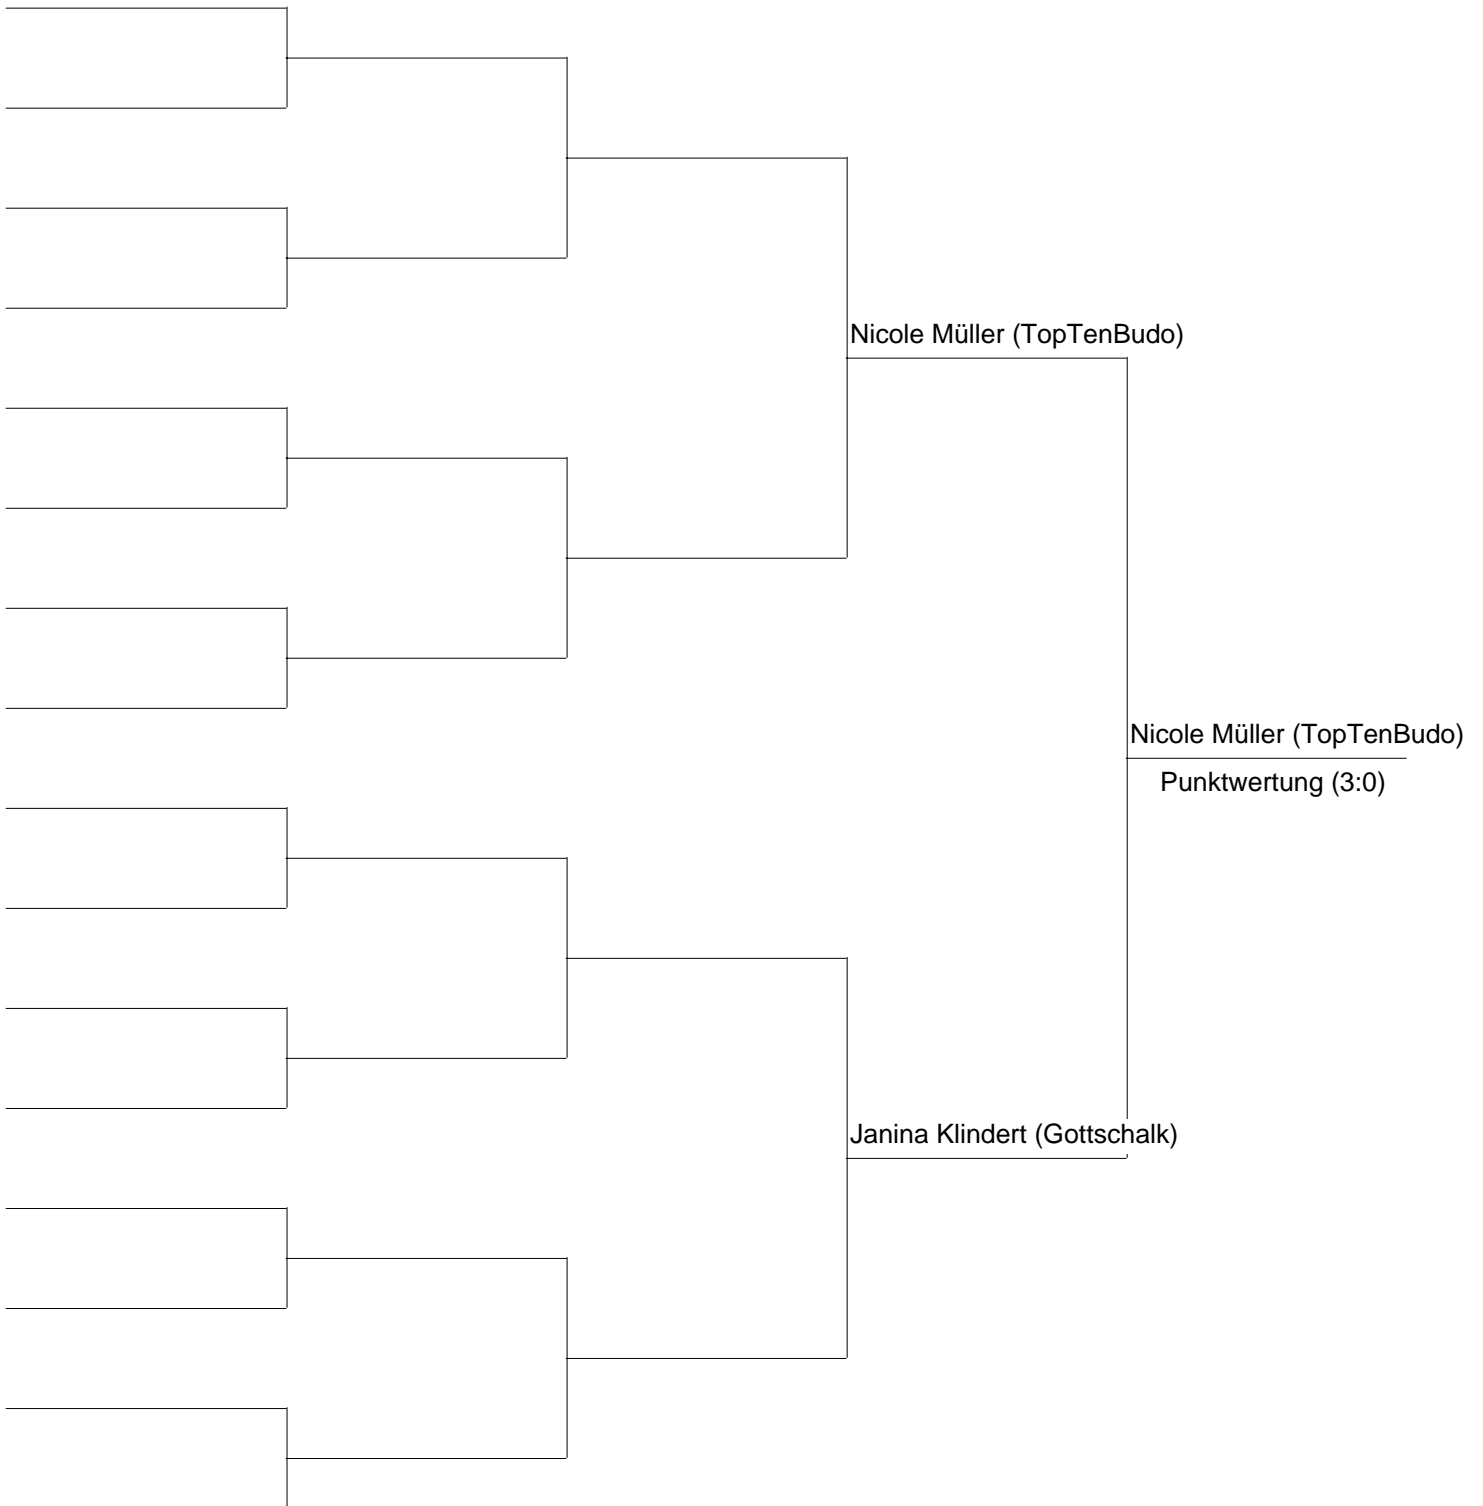 Nicole Müller (TopTenBudo)
Nicole Müller (TopTenBudo)
Punktwertung (3:0)
Janina Klindert (Gottschalk)